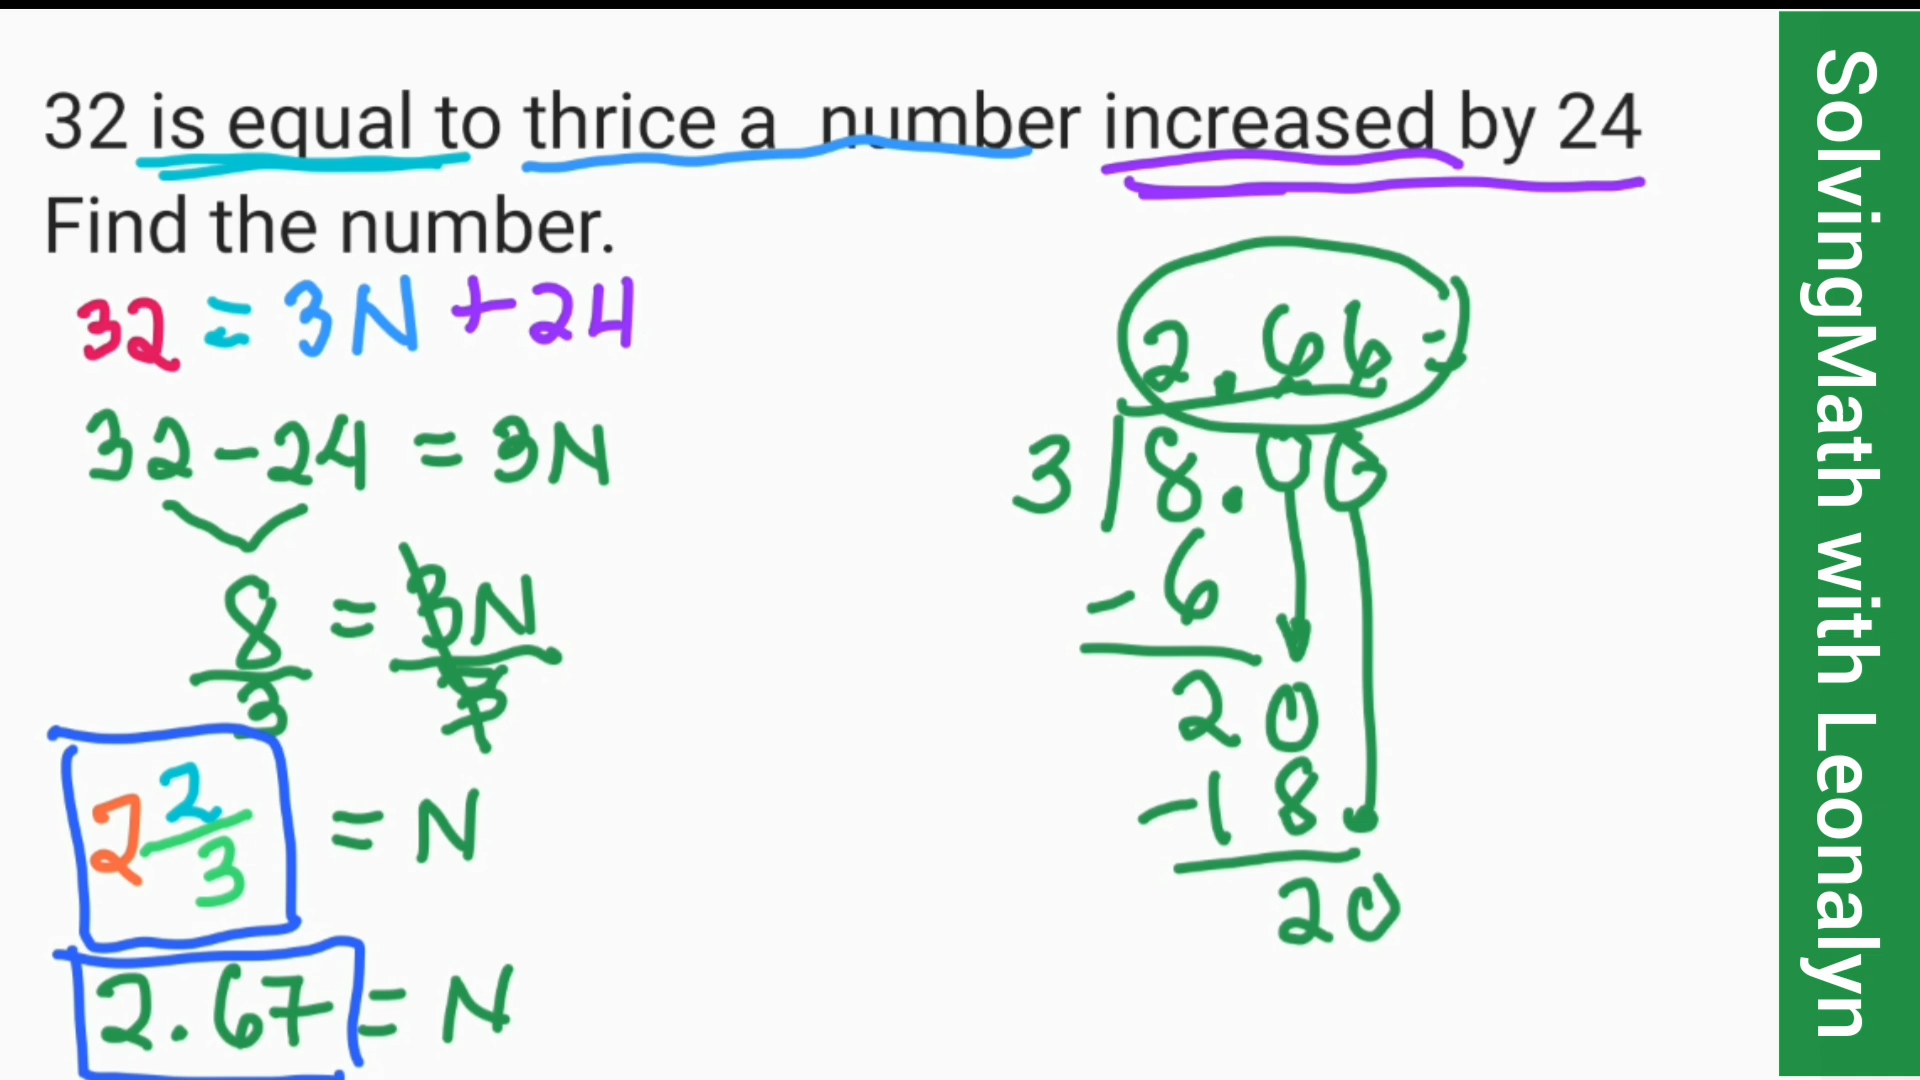 32 is equal to thrice a number increased by 24
Find the number.
32 = 3N + 24
32 - 24 = 3N
8/3 = 3N/3
2 2/3 = N
2.67 = N
2.66 =
3 8.00
- 6
20
- 18
20
SolvingMath with Leonalyn